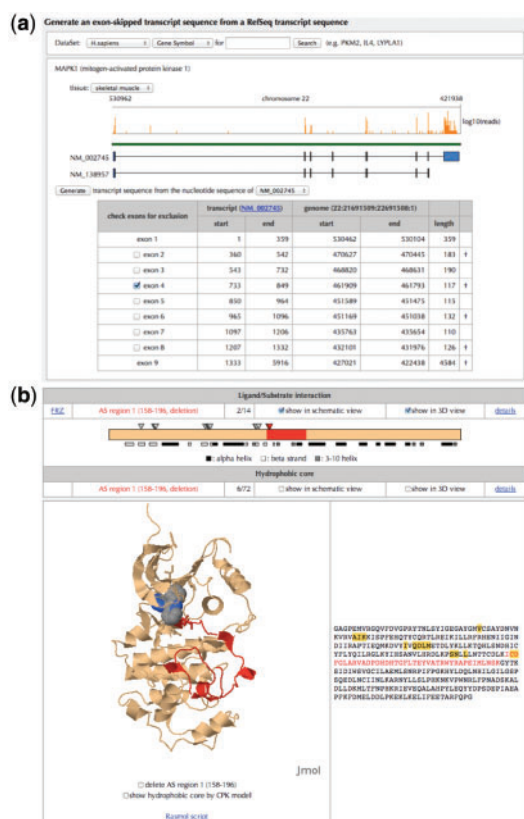 (a)
Generate an exon-skipped transcript sequence from a RefSeq transcript sequence
DataSet: H.sapiens Gene Symbol for Search (e.g. PKM2, IL4, LYPLA1)
MAPK1 (mitogen-activated protein kinase 1)
tissue: skeletal muscle
530962 chromosome 22 421938
log10(reads)
NM_002745
NM_138957
Generate transcript sequence from the nucleotide sequence of NM_002745
check exons for exclusion transcript (NM_002745) genome (22:21691509:22691508:1)
start end start end length
exon 1 1 359 530462 530104 359
exon 2 360 542 470627 470445 183 †
exon 3 543 732 468820 468631 190
exon 4 733 849 461909 461793 117 †
exon 5 850 964 451589 451475 115
exon 6 965 1096 451169 451038 132 †
exon 7 1097 1206 435763 435654 110
exon 8 1207 1332 432101 431976 126 †
exon 9 1333 5916 427021 422438 4584 †
(b)
Ligand/Substrate interaction
FRZ AS region 1 (158-196, deletion) 2/14 show in schematic view show in 3D view details
: alpha helix : beta strand : 3-10 helix
Hydrophobic core
AS region 1 (158-196, deletion) 6/72 show in schematic view show in 3D view details
Jmol
delete AS region 1 (158-196)
show hydrophobic core by CPK model
Rasmol script